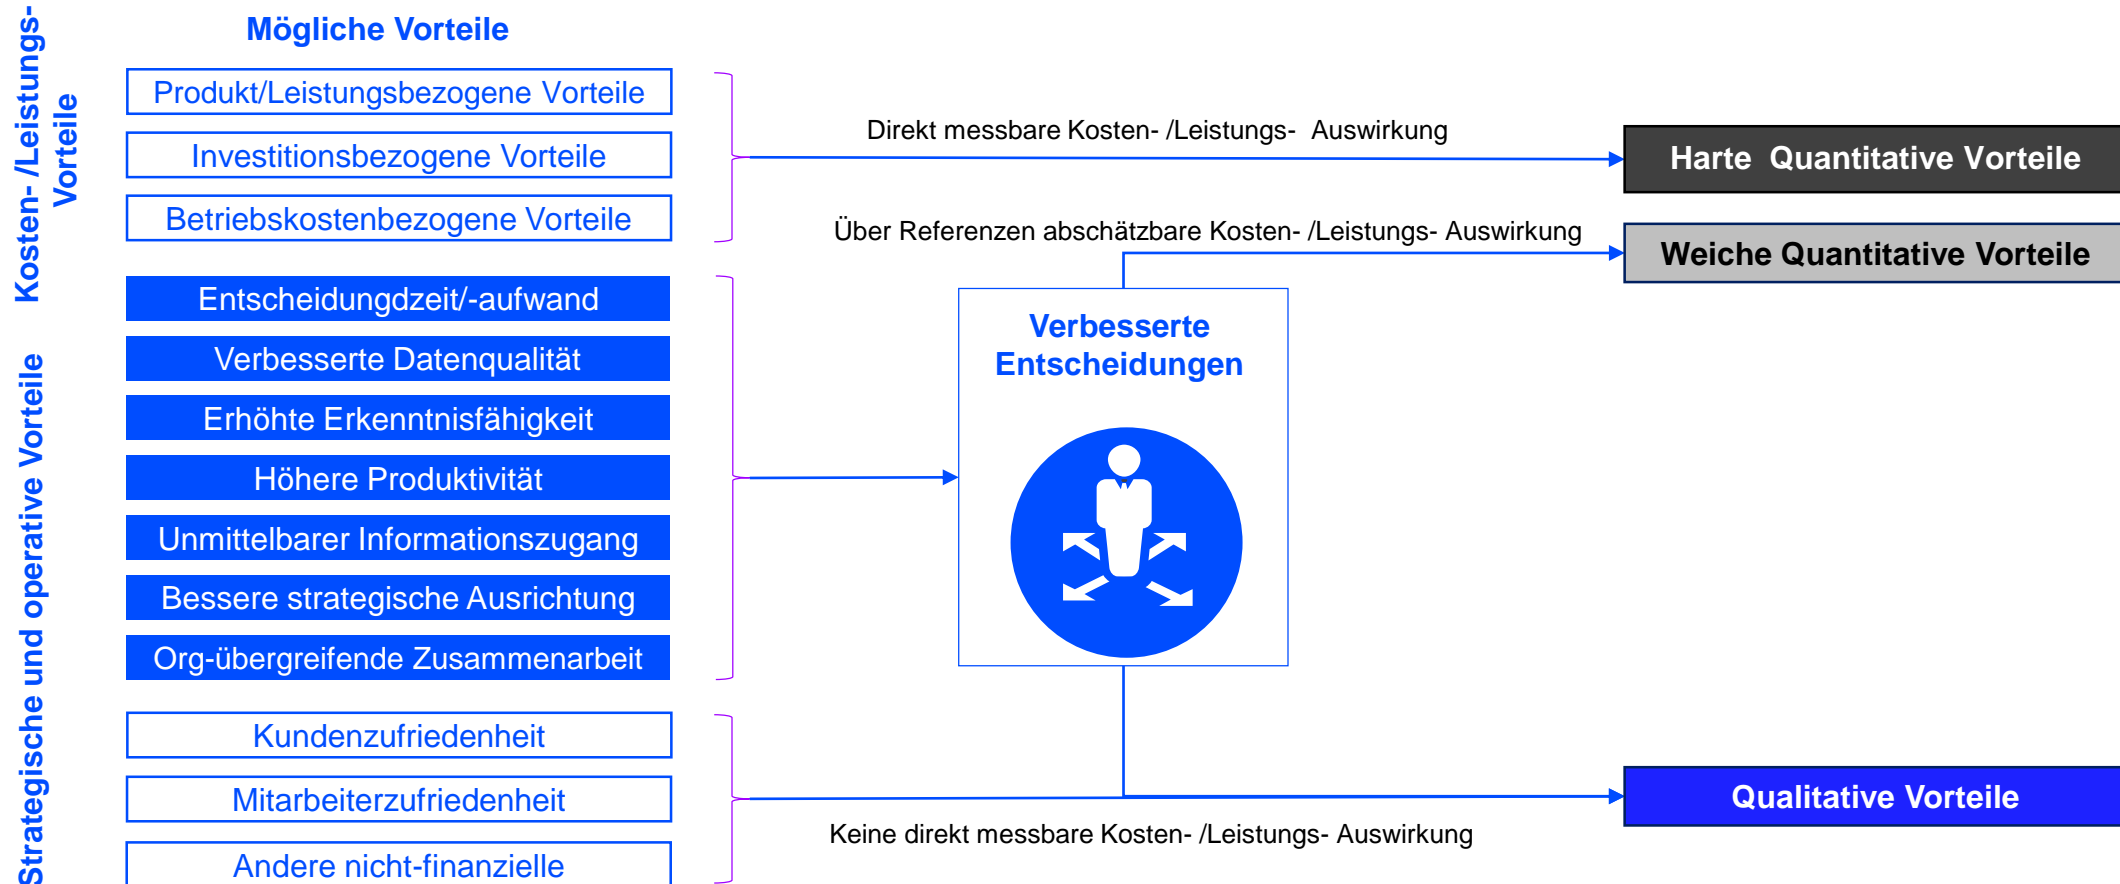 Kosten- /Leistungs-
Vorteile
Strategische und operative Vorteile
Mögliche Vorteile
Produkt/Leistungsbezogene Vorteile
Investitionsbezogene Vorteile
Betriebskostenbezogene Vorteile
Entscheidungdzeit/-aufwand
Verbesserte Datenqualität
Erhöhte Erkenntnisfähigkeit
Höhere Produktivität
Unmittelbarer Informationszugang
Bessere strategische Ausrichtung
Org-übergreifende Zusammenarbeit
Kundenzufriedenheit
Mitarbeiterzufriedenheit
Andere nicht-finanzielle
Direkt messbare Kosten- /Leistungs- Auswirkung
Über Referenzen abschätzbare Kosten- /Leistungs- Auswirkung
Verbesserte
Entscheidungen
Keine direkt messbare Kosten- /Leistungs- Auswirkung
Harte Quantitative Vorteile
Weiche Quantitative Vorteile
Qualitative Vorteile